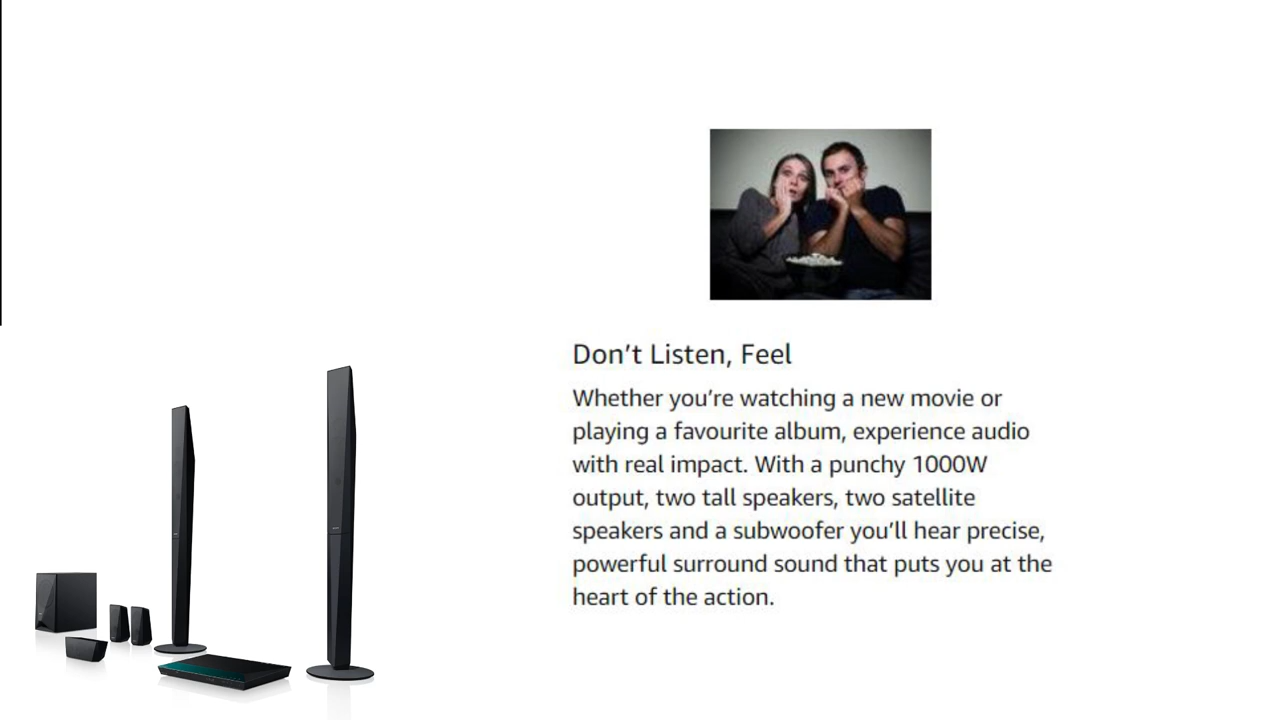 Don’t Listen, Feel
Whether you’re watching a new movie or
playing a favourite album, experience audio
with real impact. With a punchy 1000W
output, two tall speakers, two satellite
speakers and a subwoofer you’ll hear precise,
powerful surround sound that puts you at the
heart of the action.